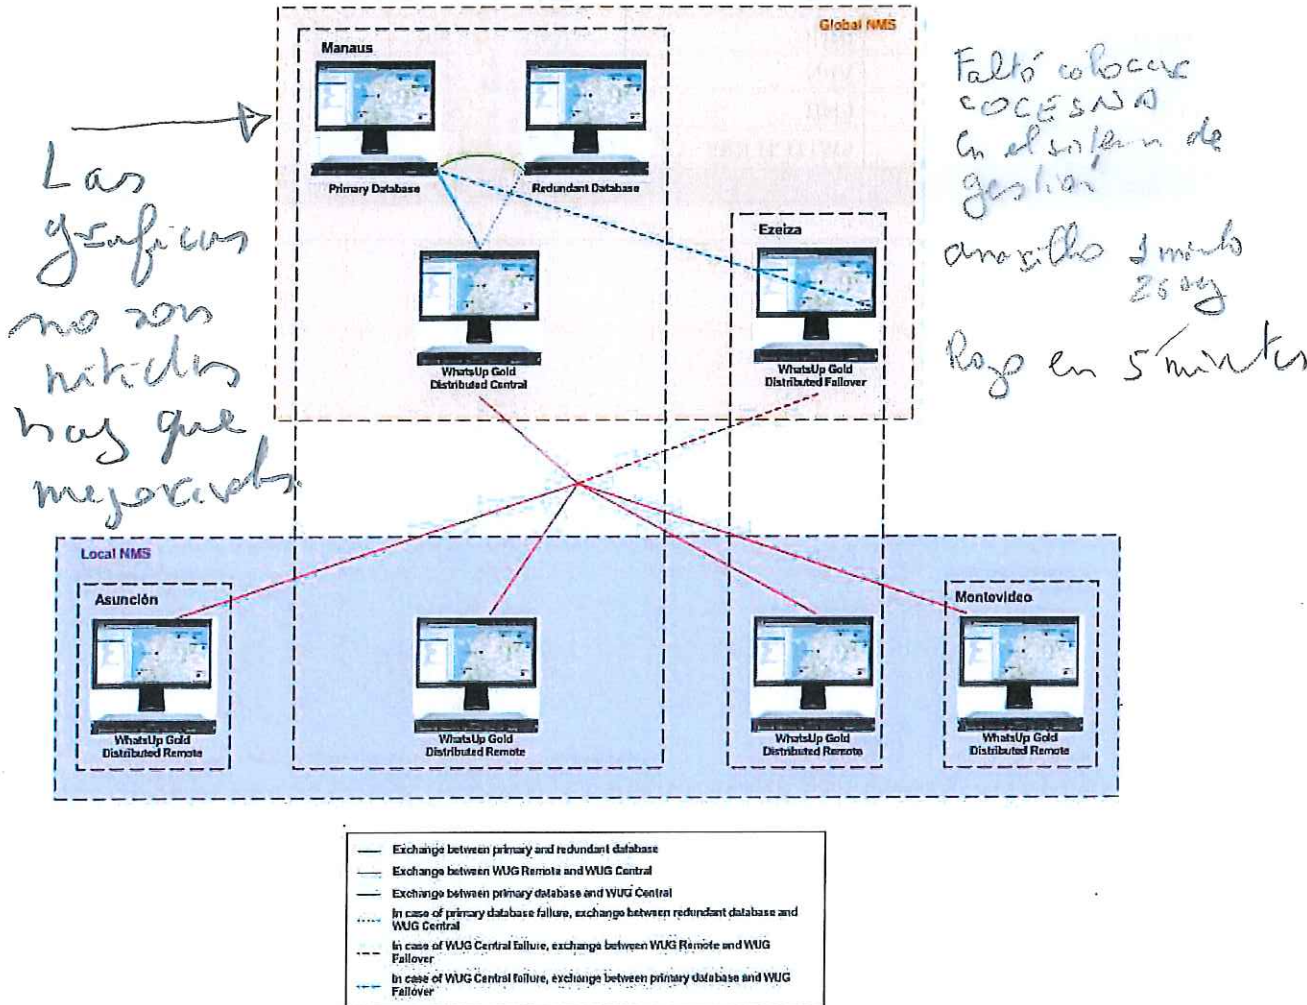 Global NMS
Manaus
Primary Database
Redundant Database
Ezeiza
WhatsUp Gold
Distributed Central
WhatsUp Gold
Distributed Failover
Las
graficas
no son
nitidas
hay que
mejorarlas.
Faltó colocar
COCESNA
en el sistema de
gestión
amarillo 1 minuto
Rojo en 5 minutos
Local NMS
Asunción
WhatsUp Gold
Distributed Remote
WhatsUp Gold
Distributed Remote
WhatsUp Gold
Distributed Remote
Montevideo
WhatsUp Gold
Distributed Remote
Exchange between primary and redundant database
Exchange between WUG Remote and WUG Central
Exchange between primary database and WUG Central
In case of primary database failure, exchange between redundant database and
WUG Central
In case of WUG Central failure, exchange between WUG Remote and WUG
Failover
In case of WUG Central failure, exchange between primary database and WUG
Failover